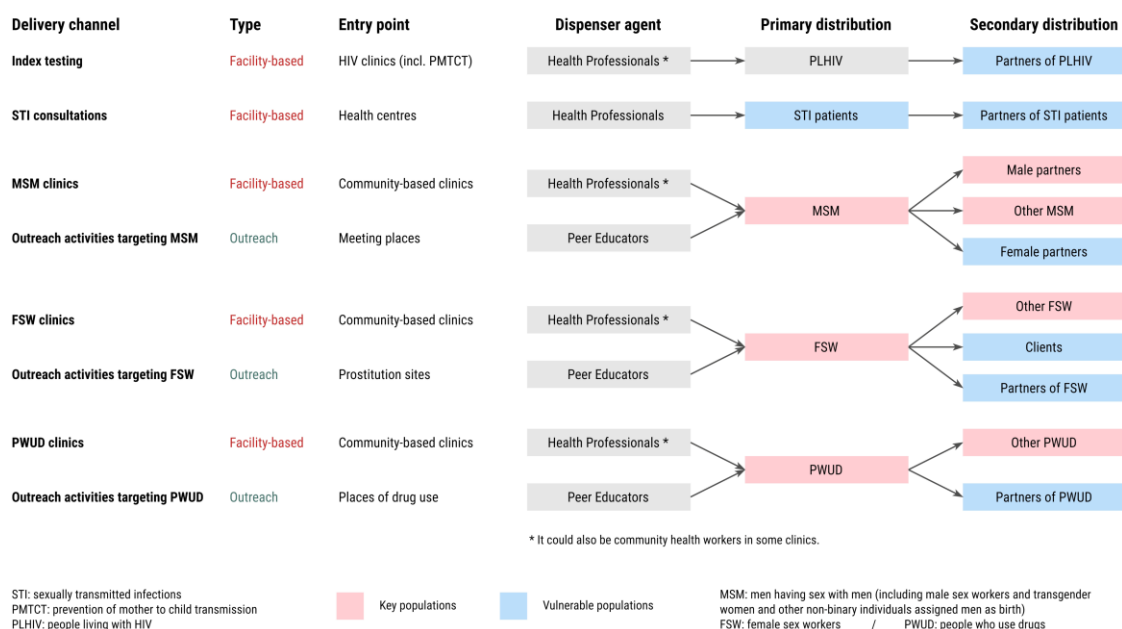 Delivery channel Type Entry point Dispenser agent Primary distribution Secondary distribution
Index testing Facility-based HIV clinics (incl. PMTCT) Health Professionals * PLHIV Partners of PLHIV
STI consultations Facility-based Health centres Health Professionals STI patients Partners of STI patients
Male partners
MSM clinics Facility-based Community-based clinics Health Professionals *
MSM Other MSM
Outreach activities targeting MSM Outreach Meeting places Peer Educators
Female partners
Other FSW
FSW clinics Facility-based Community-based clinics Health Professionals *
FSW Clients
Outreach activities targeting FSW Outreach Prostitution sites Peer Educators
Partners of FSW
PWUD clinics Facility-based Community-based clinics Health Professionals * Other PWUD
PWUD
Outreach activities targeting PWUD Outreach Places of drug use Peer Educators Partners of PWUD
* It could also be community health workers in some clinics.
STI: sexually transmitted infections
PMTCT: prevention of mother to child transmission
PLHIV: people living with HIV
Key populations
Vulnerable populations
MSM: men having sex with men (including male sex workers and transgender
women and other non-binary individuals assigned men as birth)
FSW: female sex workers / PWUD: people who use drugs